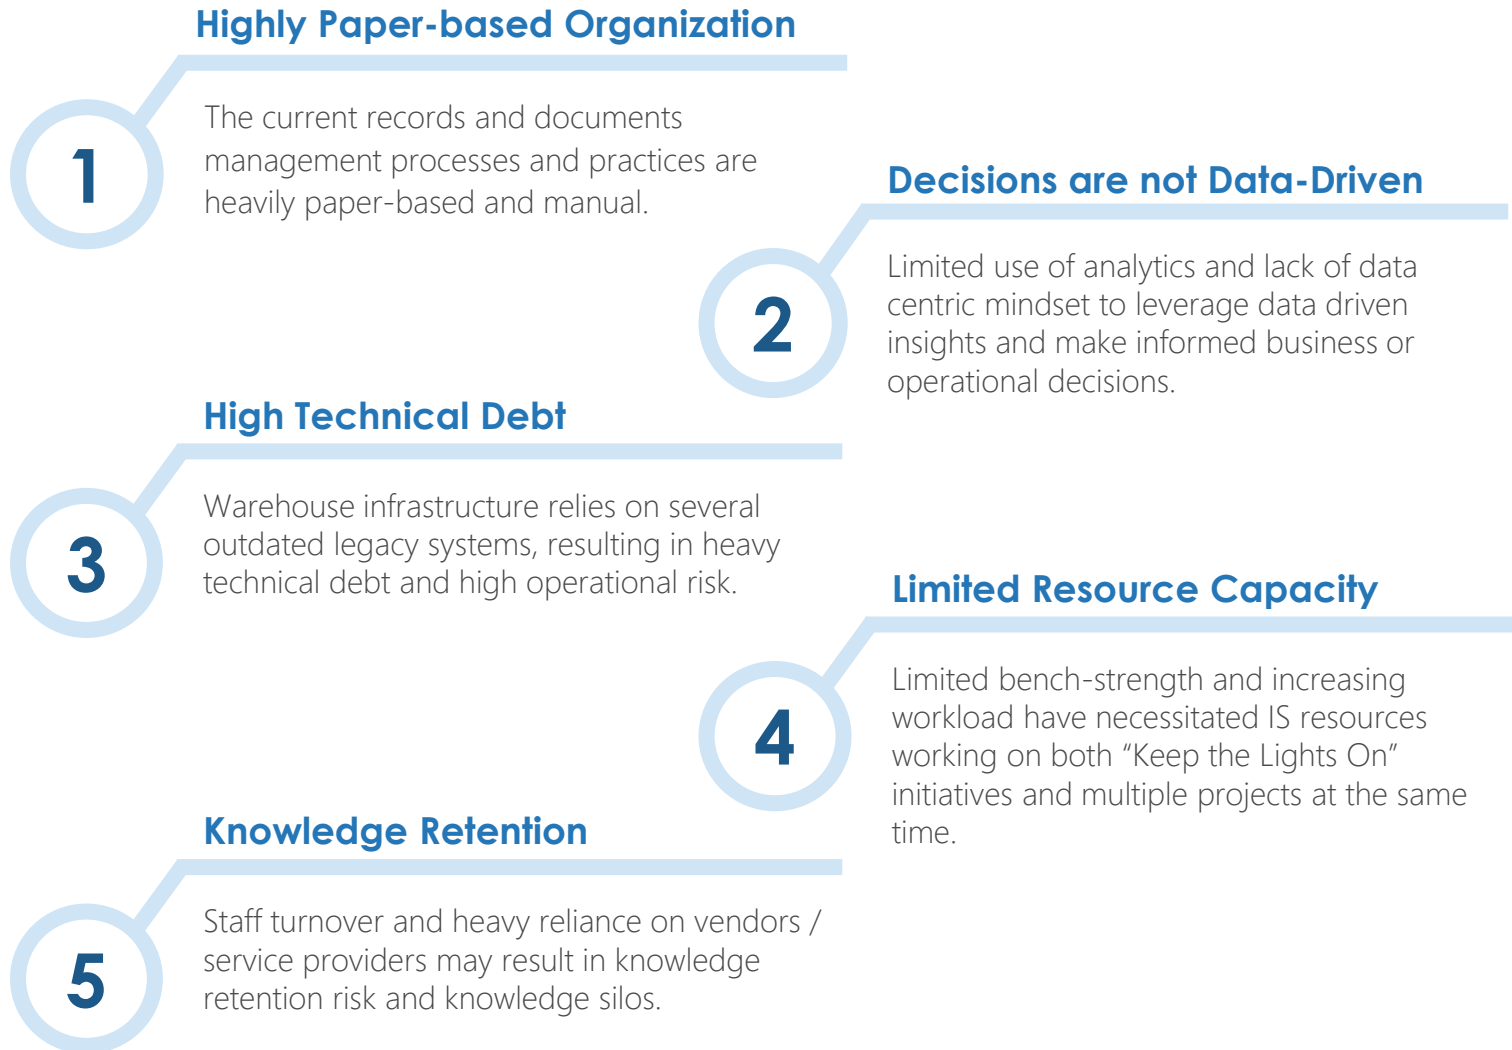 Highly Paper-based Organization
1
The current records and documents
management processes and practices are
heavily paper-based and manual.
Decisions are not Data-Driven
2
Limited use of analytics and lack of data
centric mindset to leverage data driven
insights and make informed business or
operational decisions.
High Technical Debt
3
Warehouse infrastructure relies on several
outdated legacy systems, resulting in heavy
technical debt and high operational risk.
Limited Resource Capacity
4
Limited bench-strength and increasing
workload have necessitated IS resources
working on both “Keep the Lights On”
initiatives and multiple projects at the same
time.
Knowledge Retention
5
Staff turnover and heavy reliance on vendors /
service providers may result in knowledge
retention risk and knowledge silos.